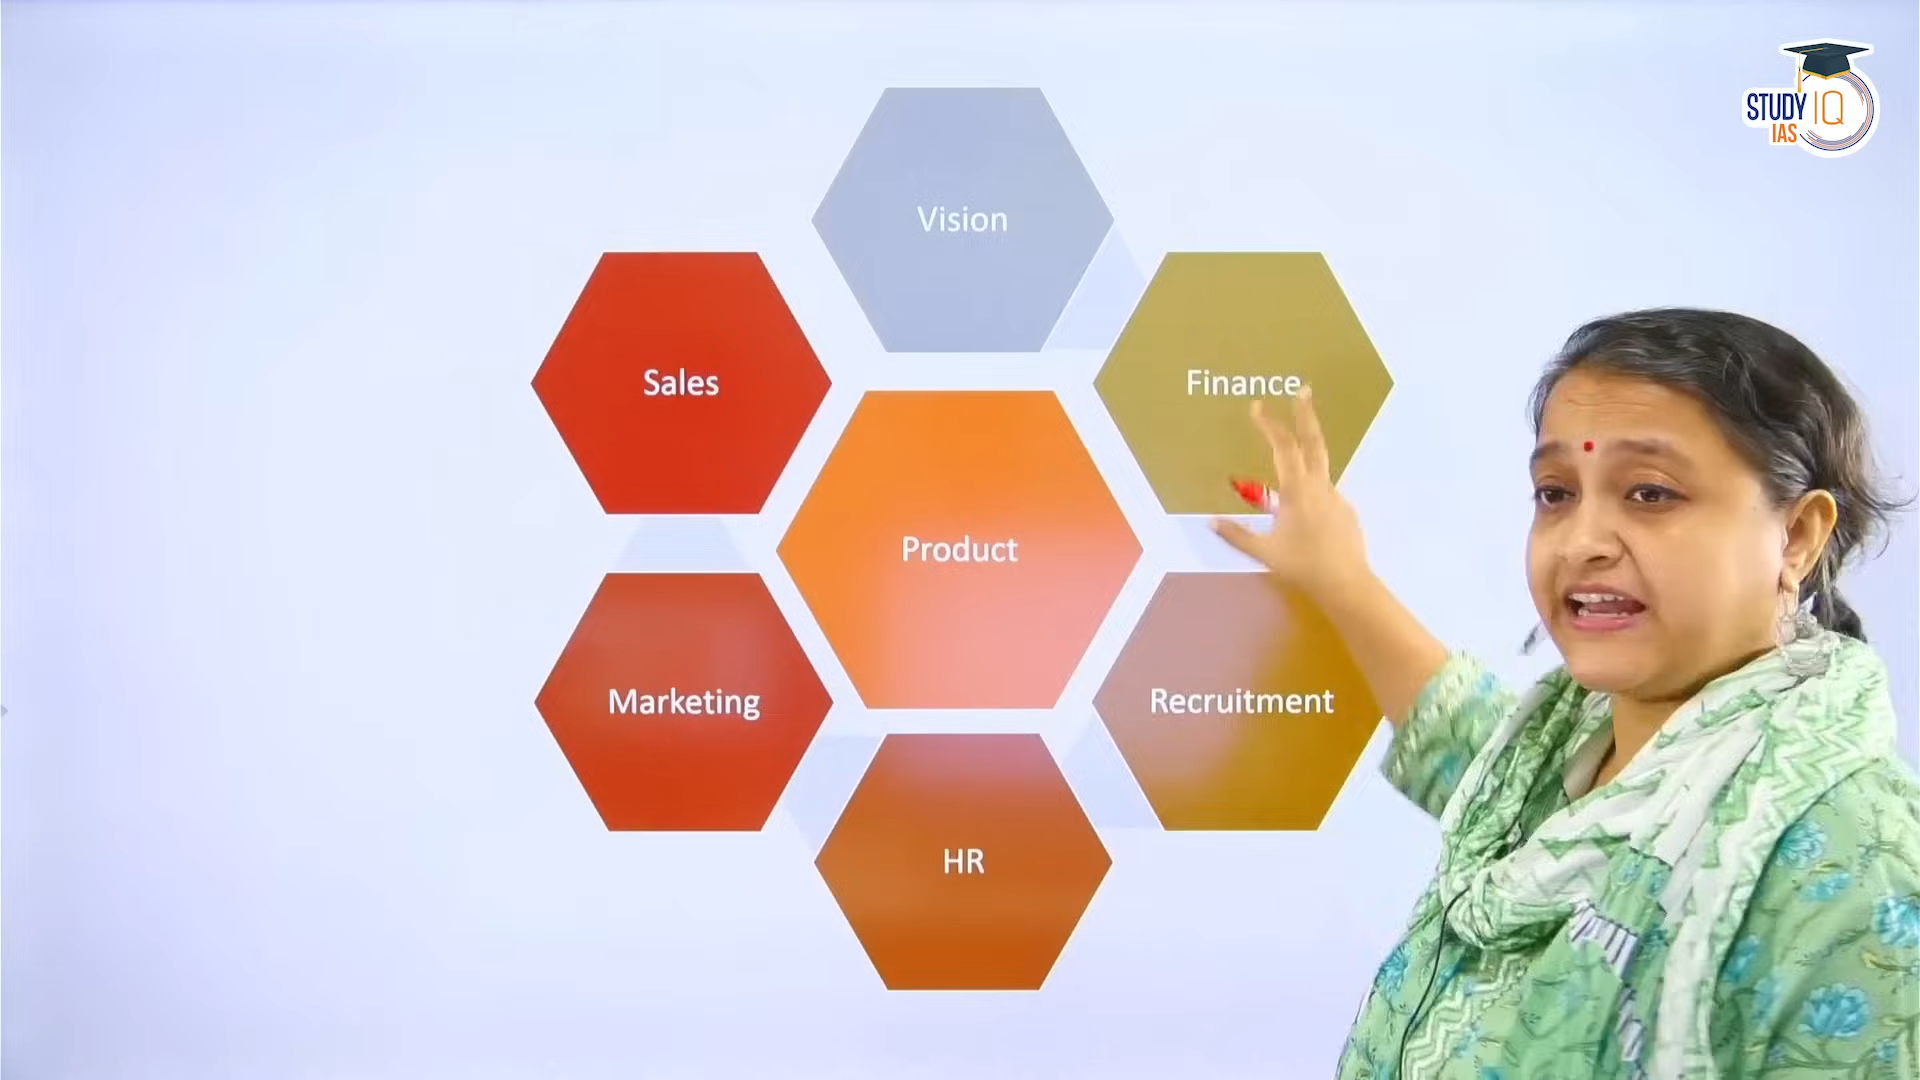 Vision
Sales
Finance
Product
Marketing
Recruitment
HR
STUDY IQ
IAS